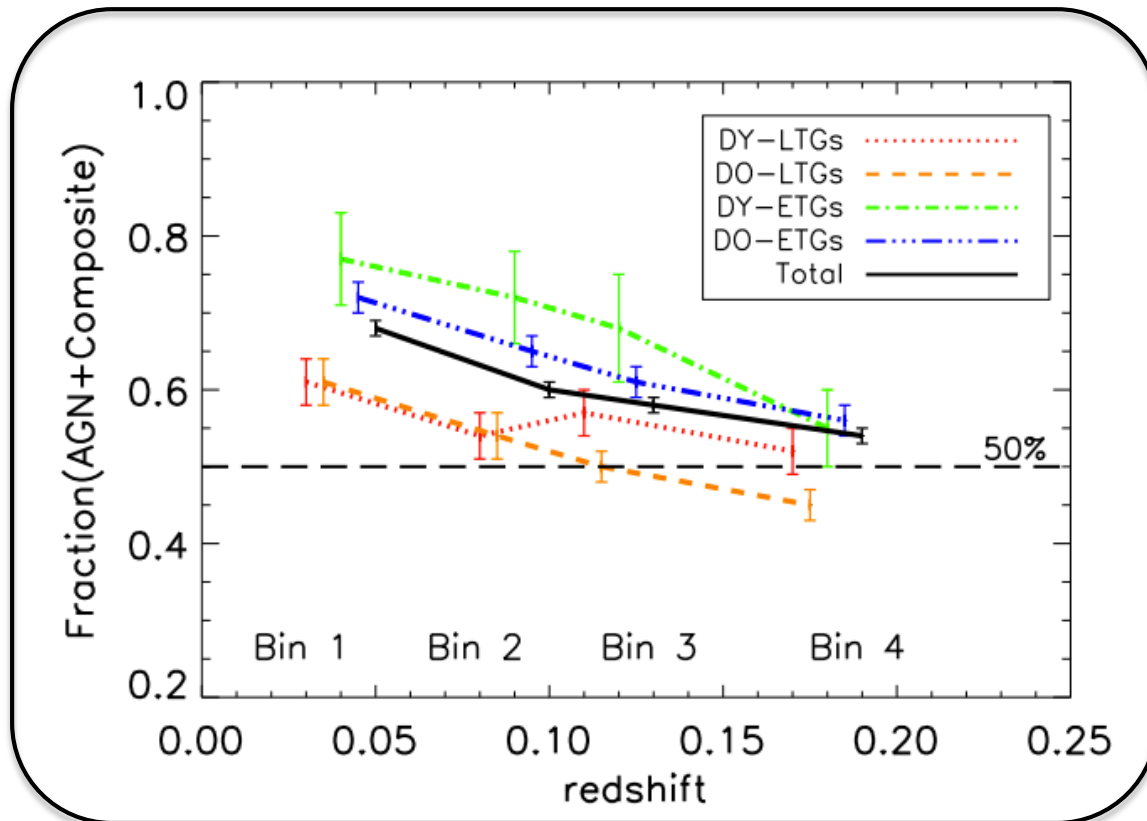 1.0
0.8
0.6
0.4
0.2
Fraction(AGN+Composite)
DY-LTGs
DO-LTGs
DY-ETGs
DO-ETGs
Total
50%
Bin 1 Bin 2 Bin 3 Bin 4
0.00 0.05 0.10 0.15 0.20 0.25
redshift